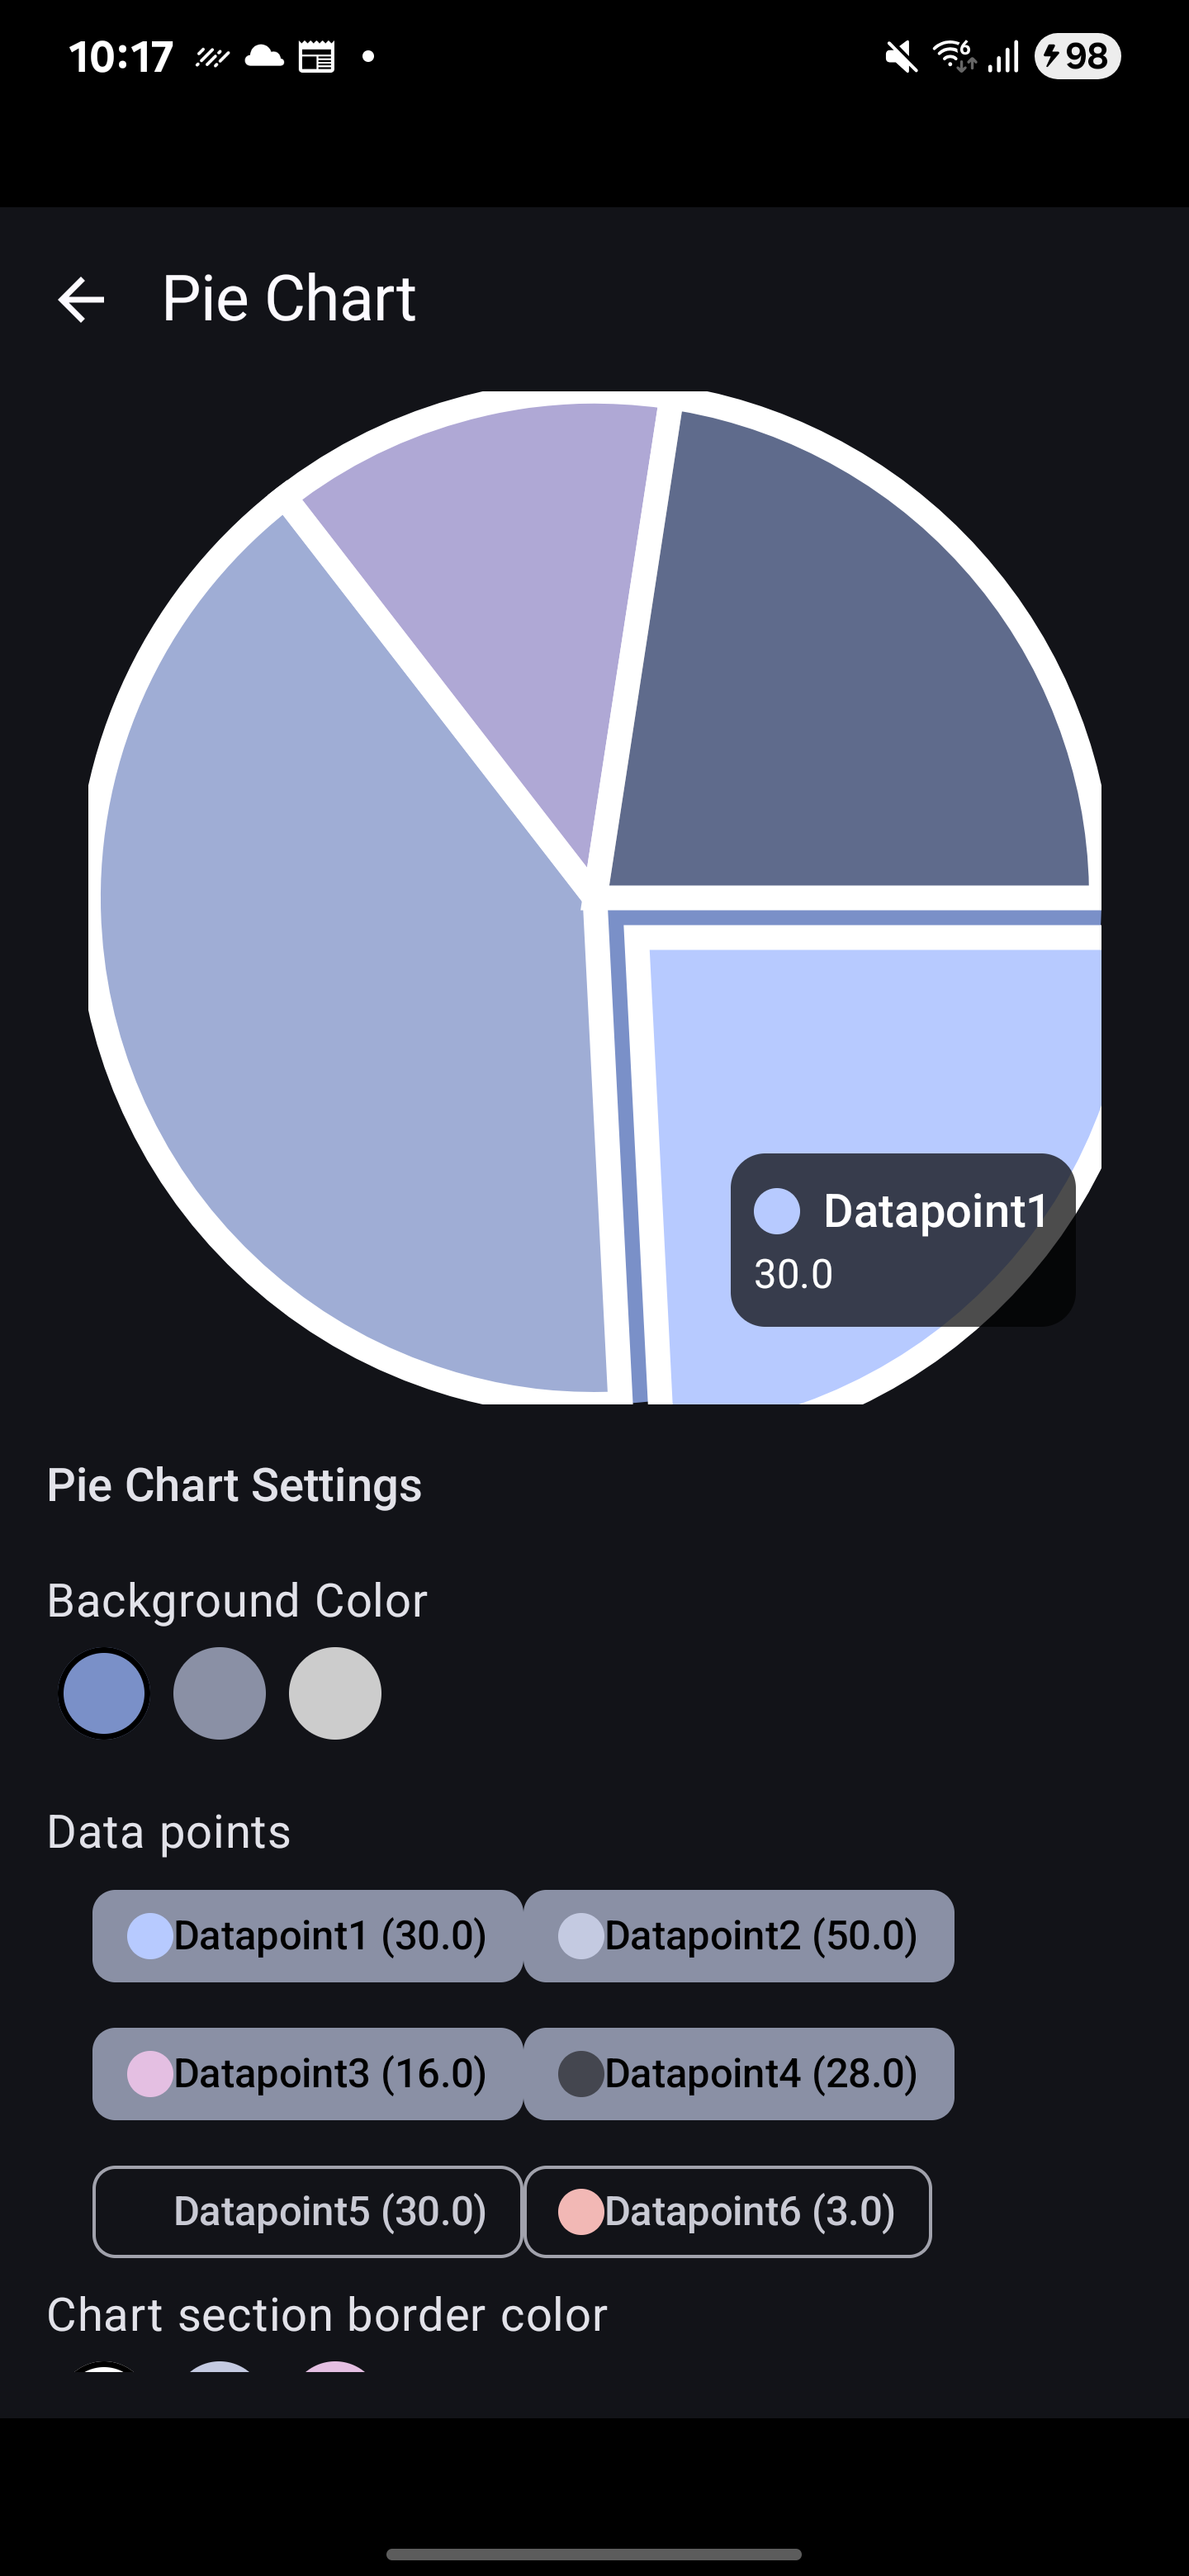 10:17 6 98
Pie Chart
Datapoint1
30.0
Pie Chart Settings
Background Color
Data points
Datapoint1 (30.0) Datapoint2 (50.0)
Datapoint3 (16.0) Datapoint4 (28.0)
Datapoint5 (30.0) Datapoint6 (3.0)
Chart section border color